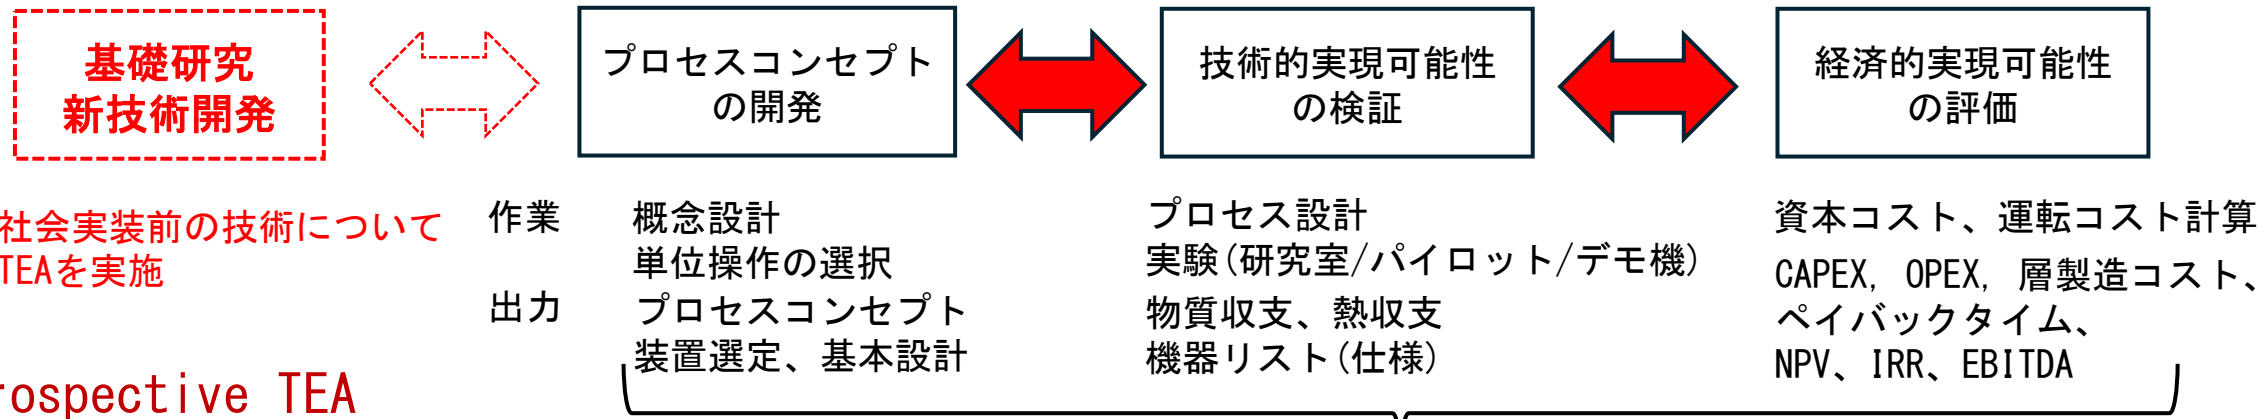 基礎研究
新技術開発
プロセスコンセプト
の開発
技術的実現可能性
の検証
経済的実現可能性
の評価
社会実装前の技術について
TEAを実施
作業
概念設計
単位操作の選択
出力
プロセスコンセプト
装置選定、基本設計
プロセス設計
実験(研究室/パイロット/デモ機)
物質収支、熱収支
機器リスト(仕様)
資本コスト、運転コスト計算
CAPEX, OPEX, 層製造コスト、
ペイバックタイム、
NPV、IRR、EBITDA
rospective TEA